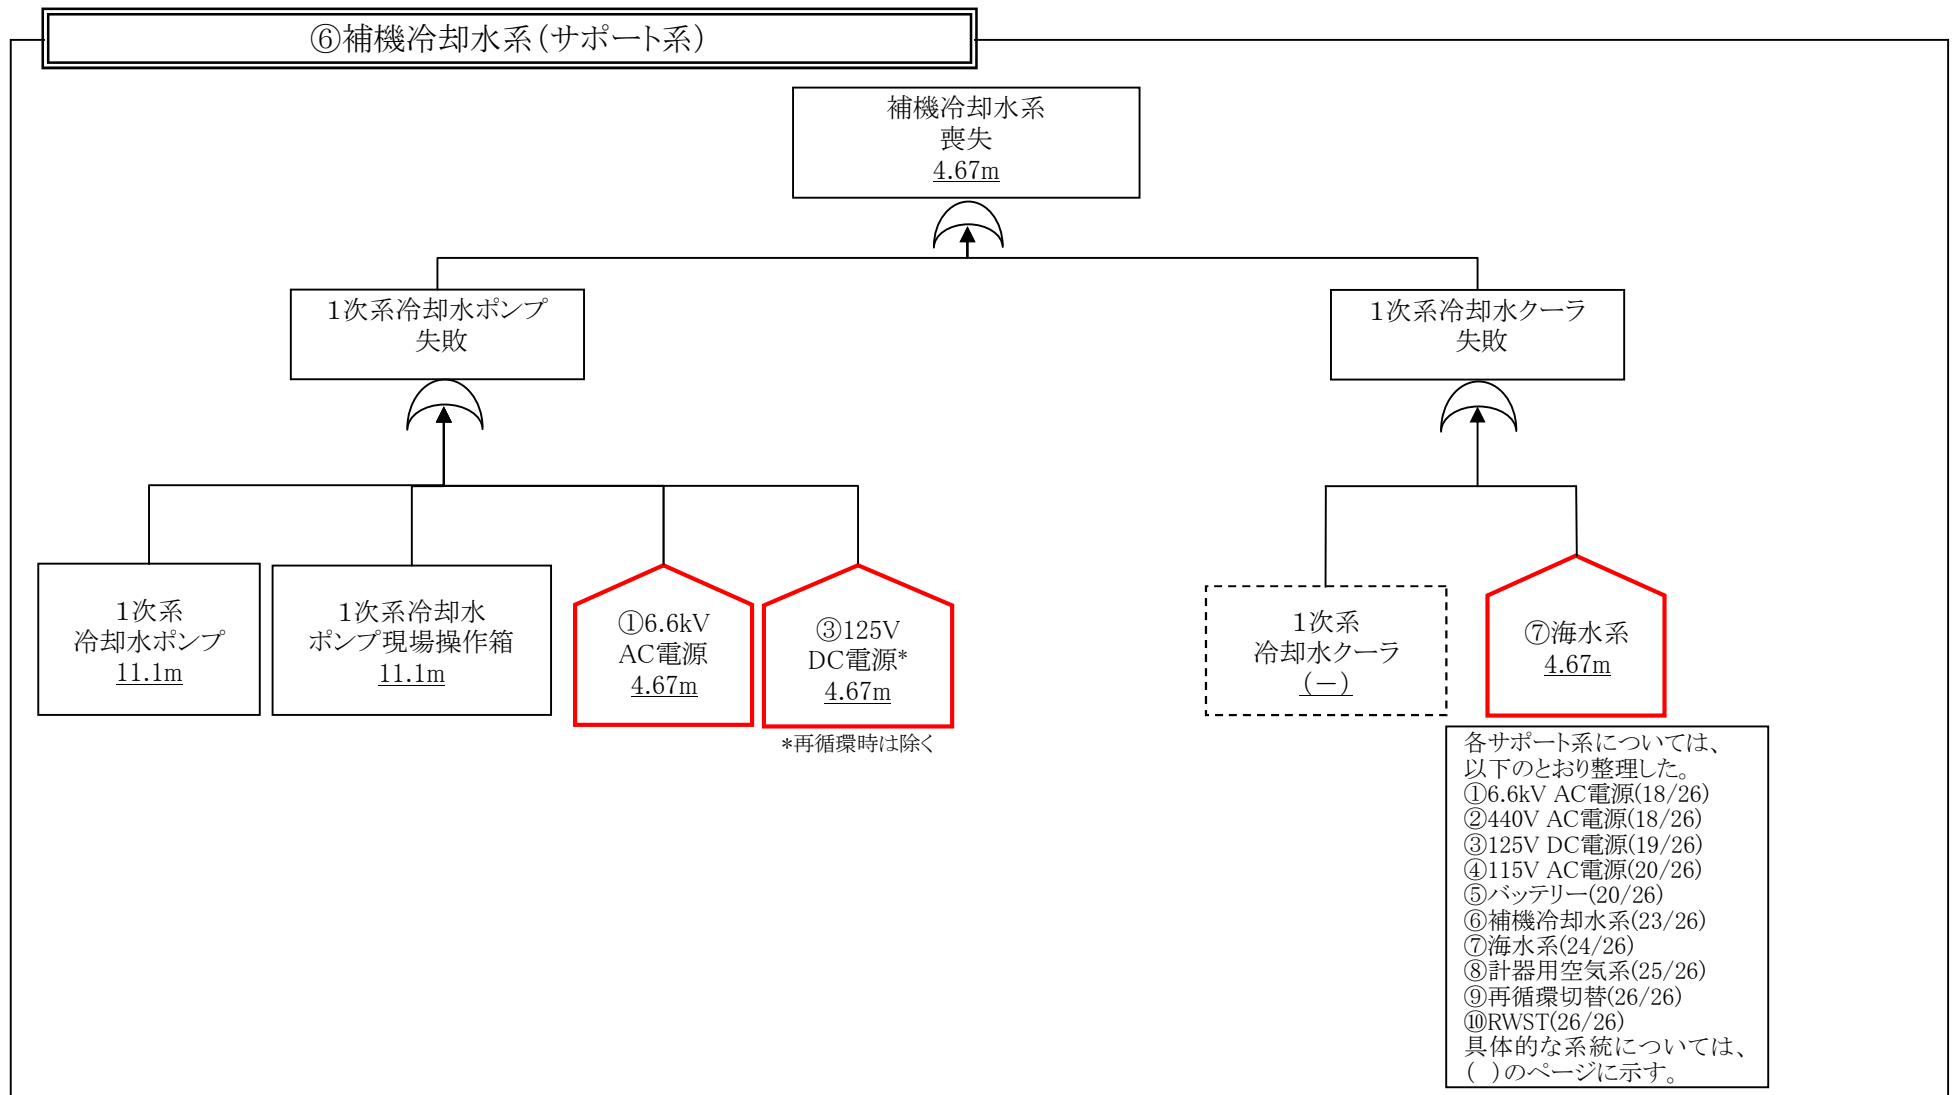 ⑥補機冷却水系(サポート系)
補機冷却水系
喪失
4.67m
1次系冷却水ポンプ
失敗
1次系冷却水クーラ
失敗
1次系
冷却水ポンプ
11.1m
1次系冷却水
ポンプ現場操作箱
11.1m
①6.6kV
AC電源
4.67m
③125V
DC電源*
4.67m
*再循環時は除く
1次系
冷却水クーラ
(－)
⑦海水系
4.67m
各サポート系については、
以下のとおり整理した。
①6.6kV AC電源(18/26)
②440V AC電源(18/26)
③125V DC電源(19/26)
④115V AC電源(20/26)
⑤バッテリー(20/26)
⑥補機冷却水系(23/26)
⑦海水系(24/26)
⑧計器用空気系(25/26)
⑨再循環切替(26/26)
⑩RWST(26/26)
具体的な系統については、
( )のページに示す。